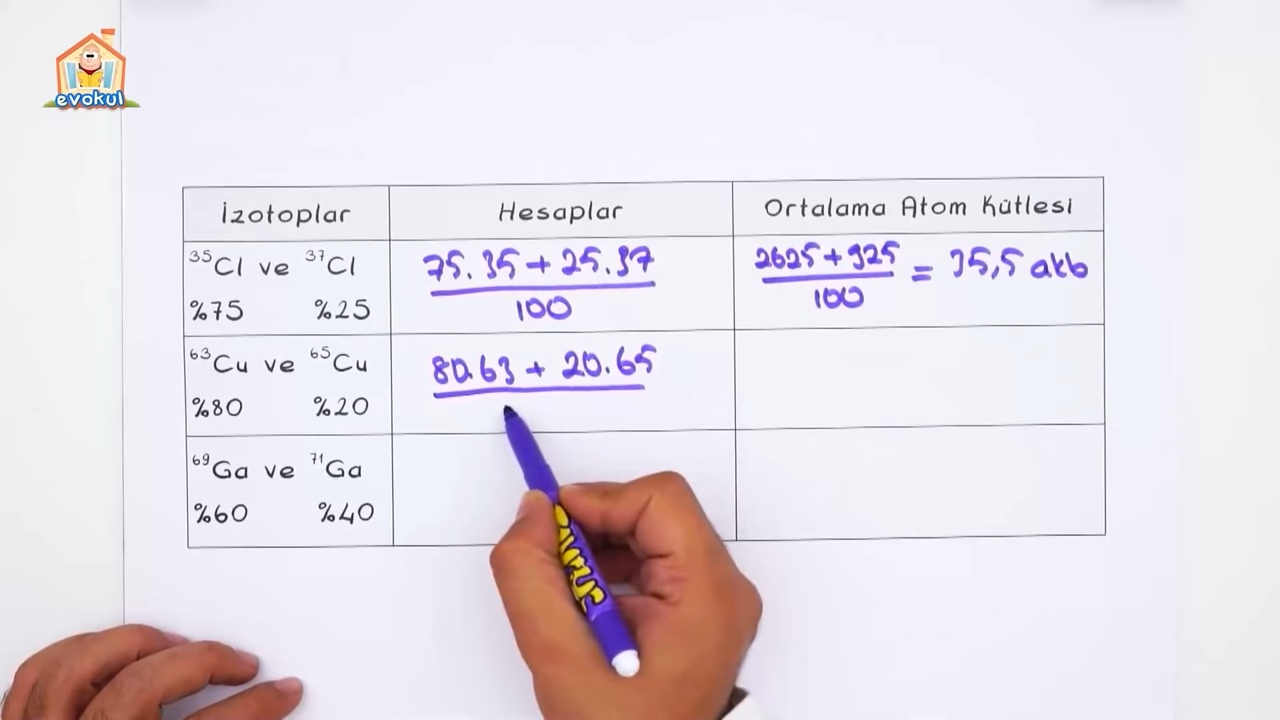 evokul
İzotoplar
Hesaplar
Ortalama Atom Kütlesi
³⁵Cl ve ³⁷Cl
%75 %25
75.35 + 25.37
100
2625 + 925
100
= 35,5 akb
⁶³Cu ve ⁶⁵Cu
%80 %20
80.63 + 20.65
⁶⁹Ga ve ⁷¹Ga
%60 %40